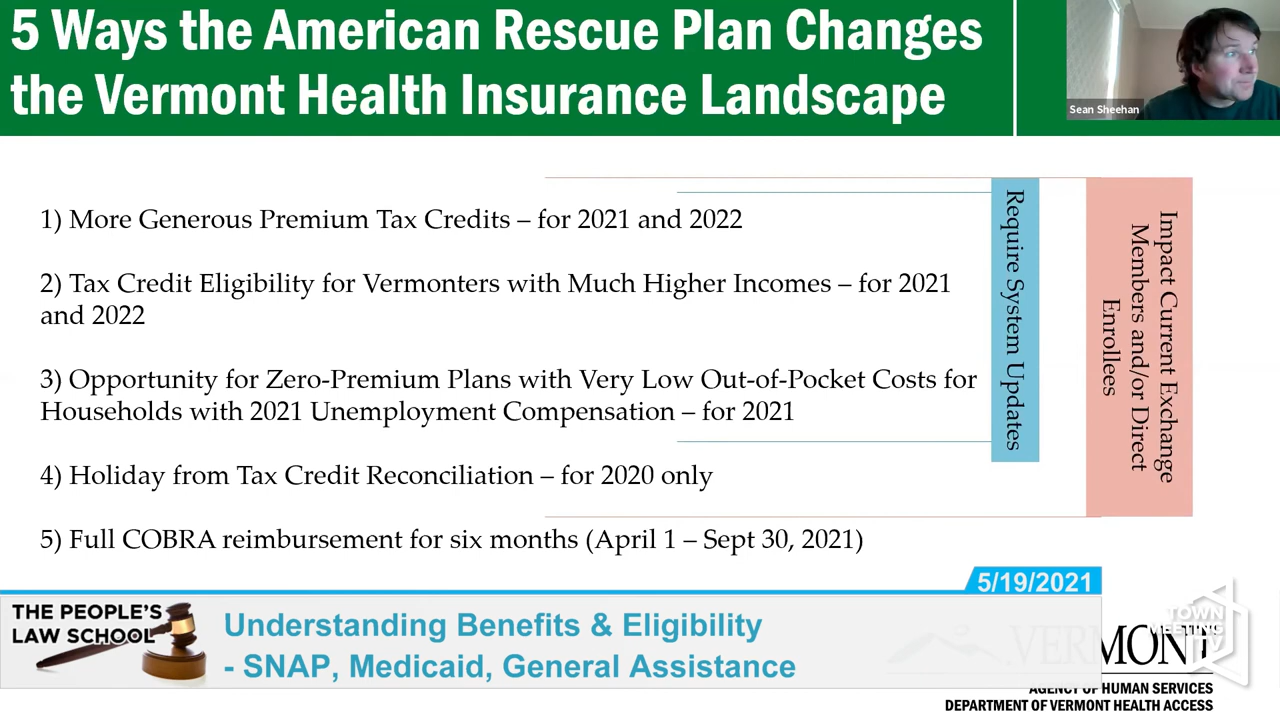 5 Ways the American Rescue Plan Changes
the Vermont Health Insurance Landscape
Sean Sheehan
1) More Generous Premium Tax Credits – for 2021 and 2022
2) Tax Credit Eligibility for Vermonters with Much Higher Incomes – for 2021
and 2022
3) Opportunity for Zero-Premium Plans with Very Low Out-of-Pocket Costs for
Households with 2021 Unemployment Compensation – for 2021
4) Holiday from Tax Credit Reconciliation – for 2020 only
5) Full COBRA reimbursement for six months (April 1 – Sept 30, 2021)
Require System Updates
Impact Current Exchange
Members and/or Direct
Enrollees
5/19/2021
THE PEOPLE'S
LAW SCHOOL
Understanding Benefits & Eligibility
- SNAP, Medicaid, General Assistance
TOWN
MEETING
TV
VERMONT
AGENCY OF HUMAN SERVICES
DEPARTMENT OF VERMONT HEALTH ACCESS